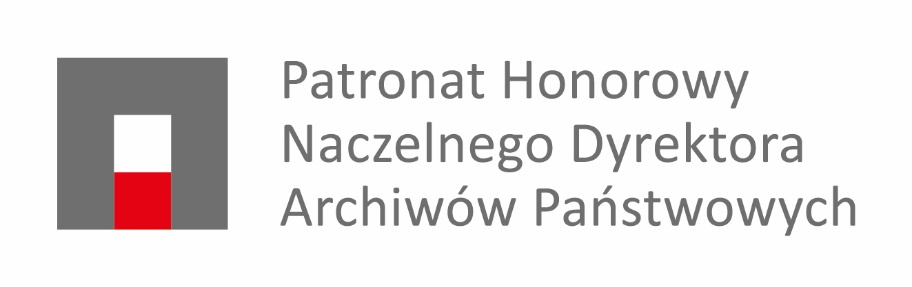 Patronat Honorowy
Naczelnego Dyrektora
Archiwów Państwowych